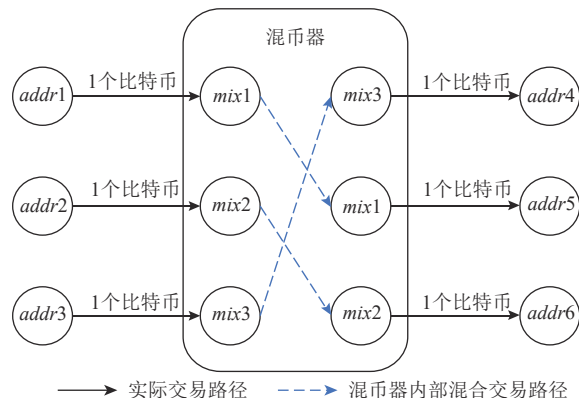 混币器
1个比特币
1个比特币
addr1
mix1
mix3
addr4
1个比特币
1个比特币
addr2
mix2
mix1
addr5
1个比特币
1个比特币
addr3
mix3
mix2
addr6
实际交易路径
混币器内部混合交易路径